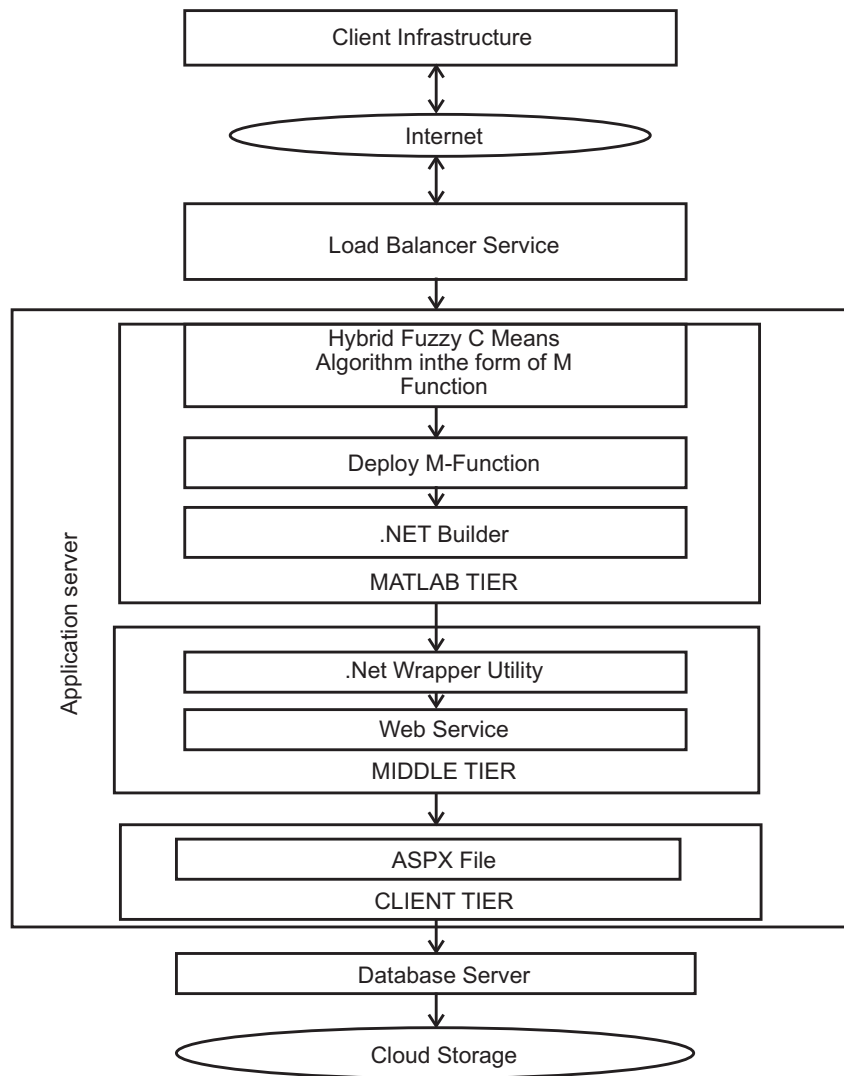 Client Infrastructure
Internet
Load Balancer Service
Hybrid Fuzzy C Means
Algorithm inthe form of M
Function
Deploy M-Function
.NET Builder
MATLAB TIER
Application server
.Net Wrapper Utility
Web Service
MIDDLE TIER
ASPX File
CLIENT TIER
Database Server
Cloud Storage